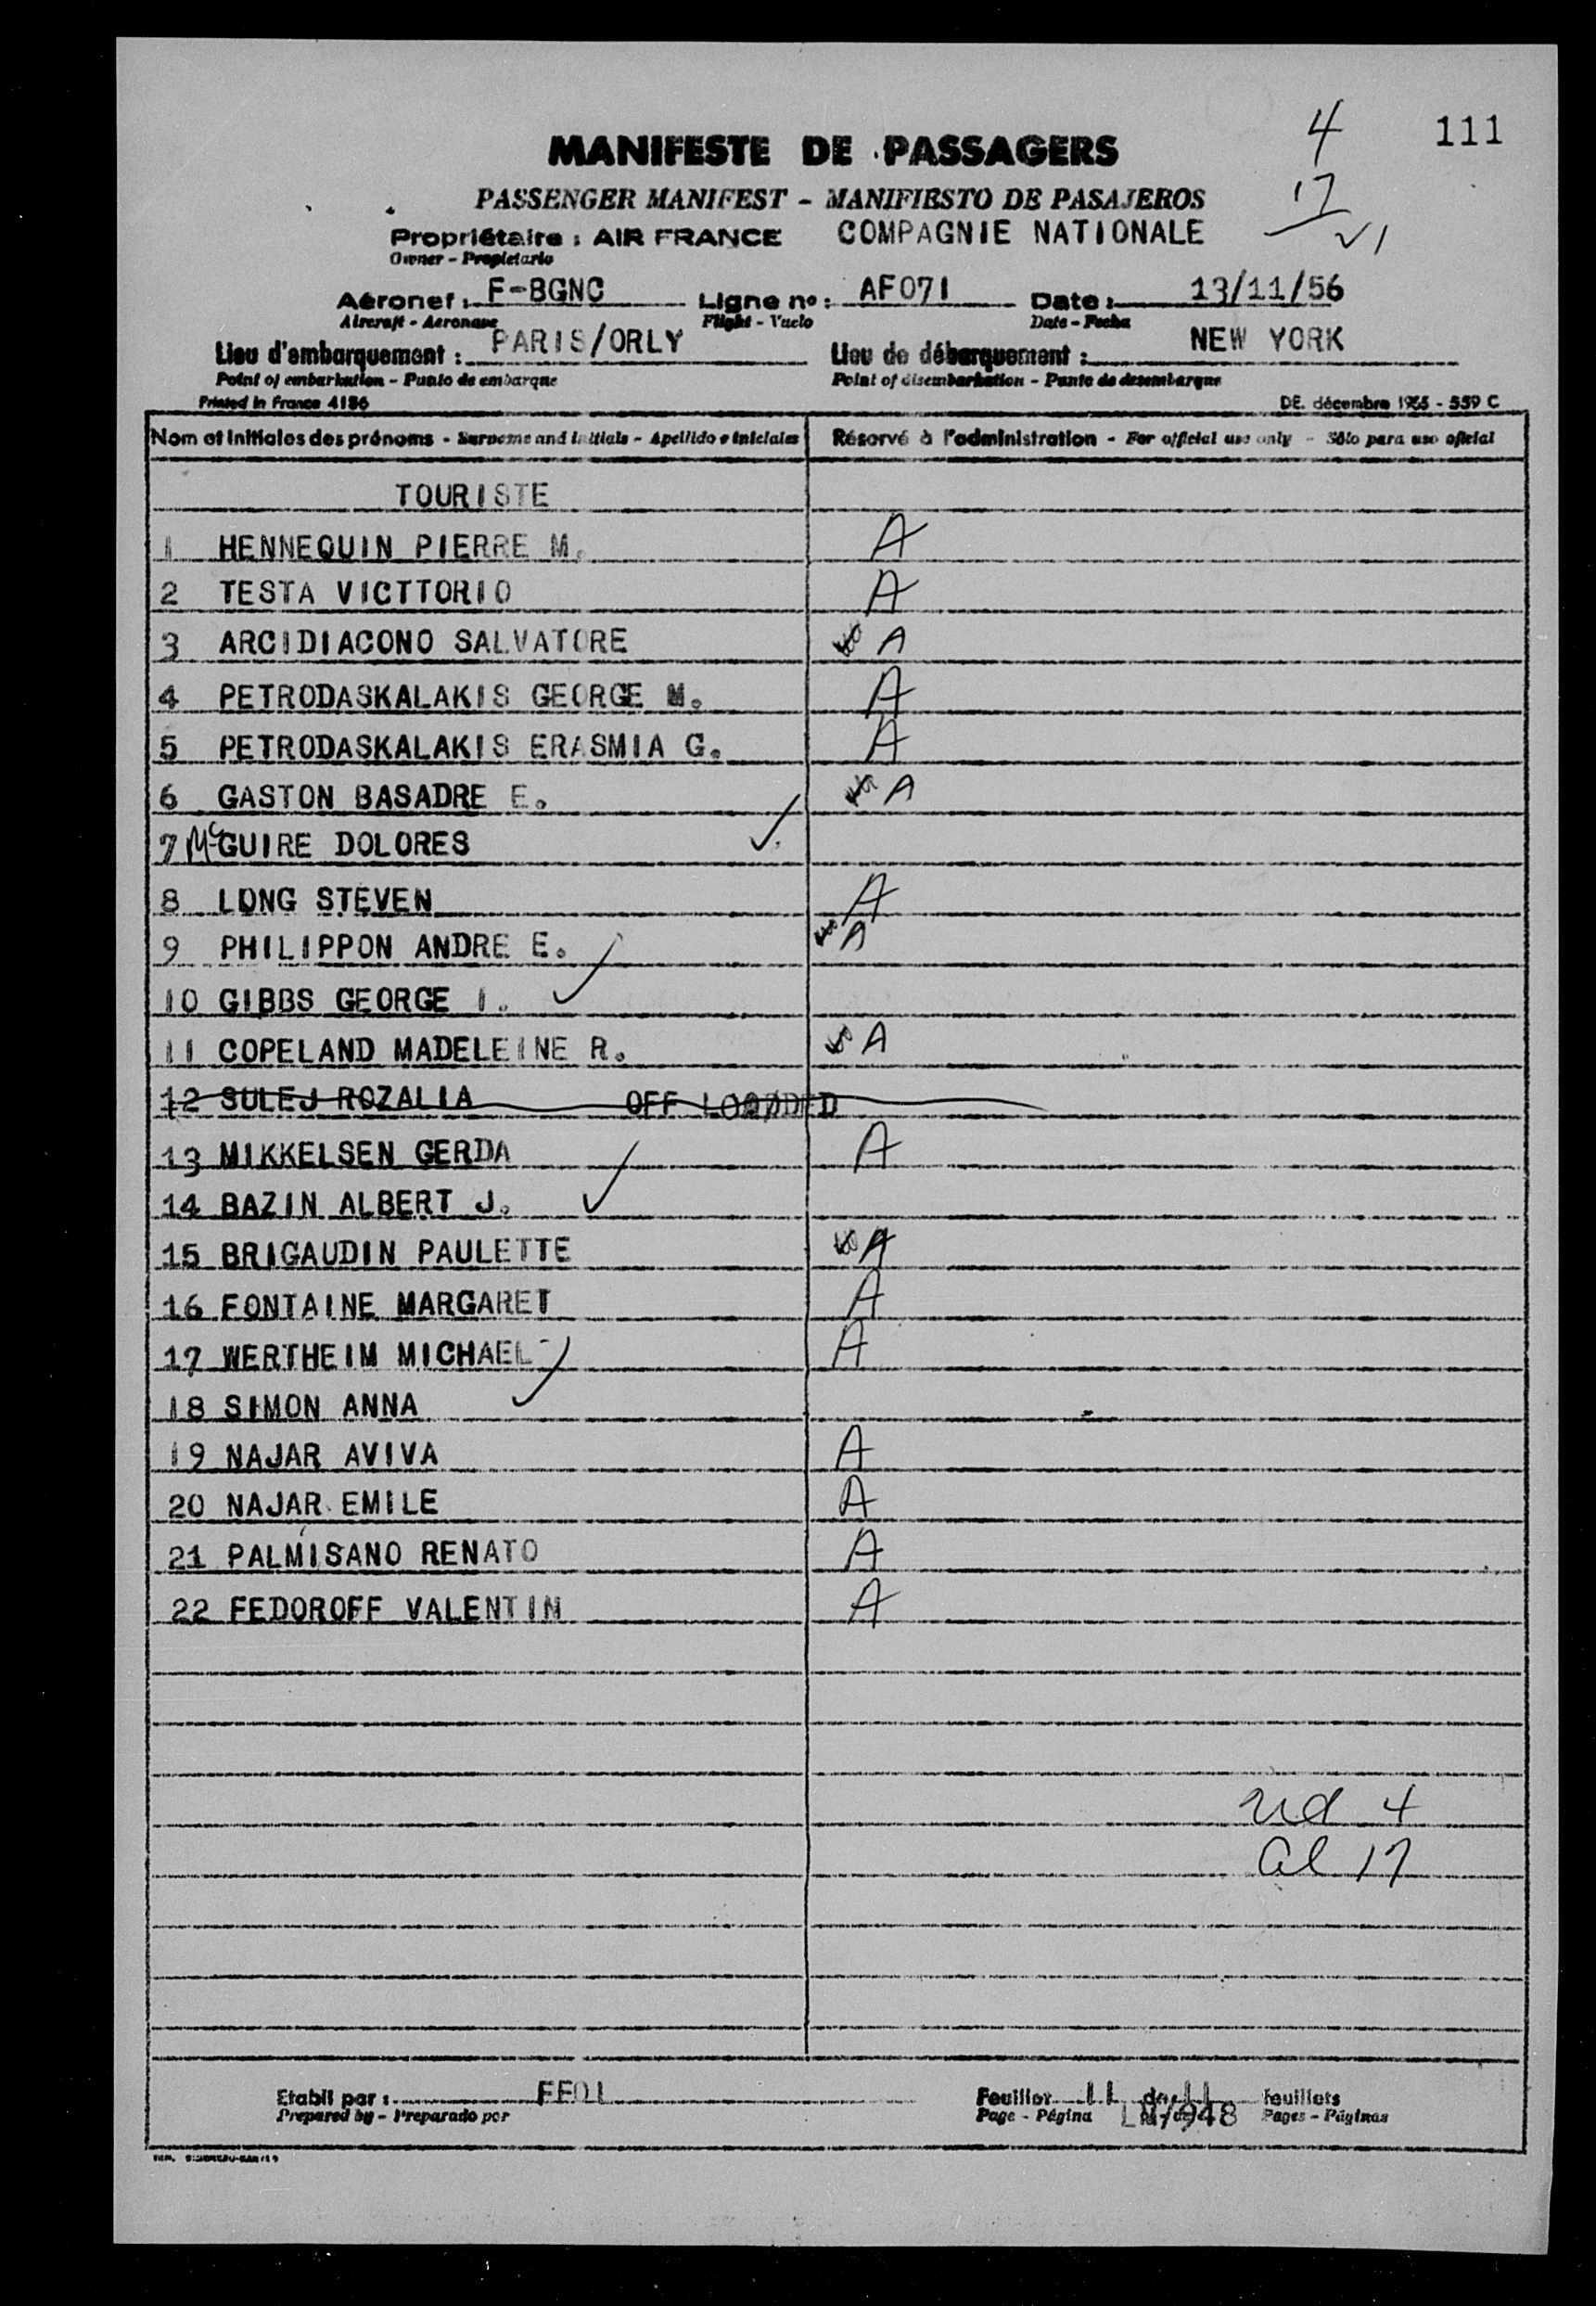 4 111
MANIFESTE DE PASSAGERS
17
PASSENGER MANIFEST - MANIFIESTO DE PASAJEROS
21
Propriétaire : AIR FRANCE COMPAGNIE NATIONALE
Owner - Propietario
Aéronef : F-BGNC Ligne nº : AF071 Date : 13/11/56
Aircraft - Aeronave Flight - Vuelo Date - Fecha
Lieu d'embarquement : PARIS/ORLY Lieu de débarquement : NEW YORK
Point of embarkation - Punto de embarque Point of disembarkation - Punto de desembarque
Printed in France 4186 DE. décembre 1955 - 559 C
Nom et initiales des prénoms - Surname and initials - Apellido e iniciales Réservé à l'administration - For official use only - Sólo para uso oficial
TOURISTE
1 HENNEQUIN PIERRE M. A
2 TESTA VICTTORIO A
3 ARCIDIACONO SALVATORE A
4 PETRODASKALAKIS GEORGE M. A
5 PETRODASKALAKIS ERASMIA G. A
6 GASTON BASADRE E. A
7 McGUIRE DOLORES ✓
8 LONG STEVEN A
9 PHILIPPON ANDRE E. A
10 GIBBS GEORGE I. ✓
11 COPELAND MADELEINE R. A
12 SULEJ ROZALIA OFF LOADED
13 MIKKELSEN GERDA A
14 BAZIN ALBERT J. ✓
15 BRIGAUDIN PAULETTE A
16 FONTAINE MARGARET A
17 WERTHEIM MICHAEL A
18 SIMON ANNA ✓
19 NAJAR AVIVA A
20 NAJAR EMILE A
21 PALMISANO RENATO A
22 FEDOROFF VALENTIN A
4
al 17
Etabli par : FF01 Feuillet 11 de 11 feuillets
Prepared by - Preparado por Page - Página Pages - Páginas